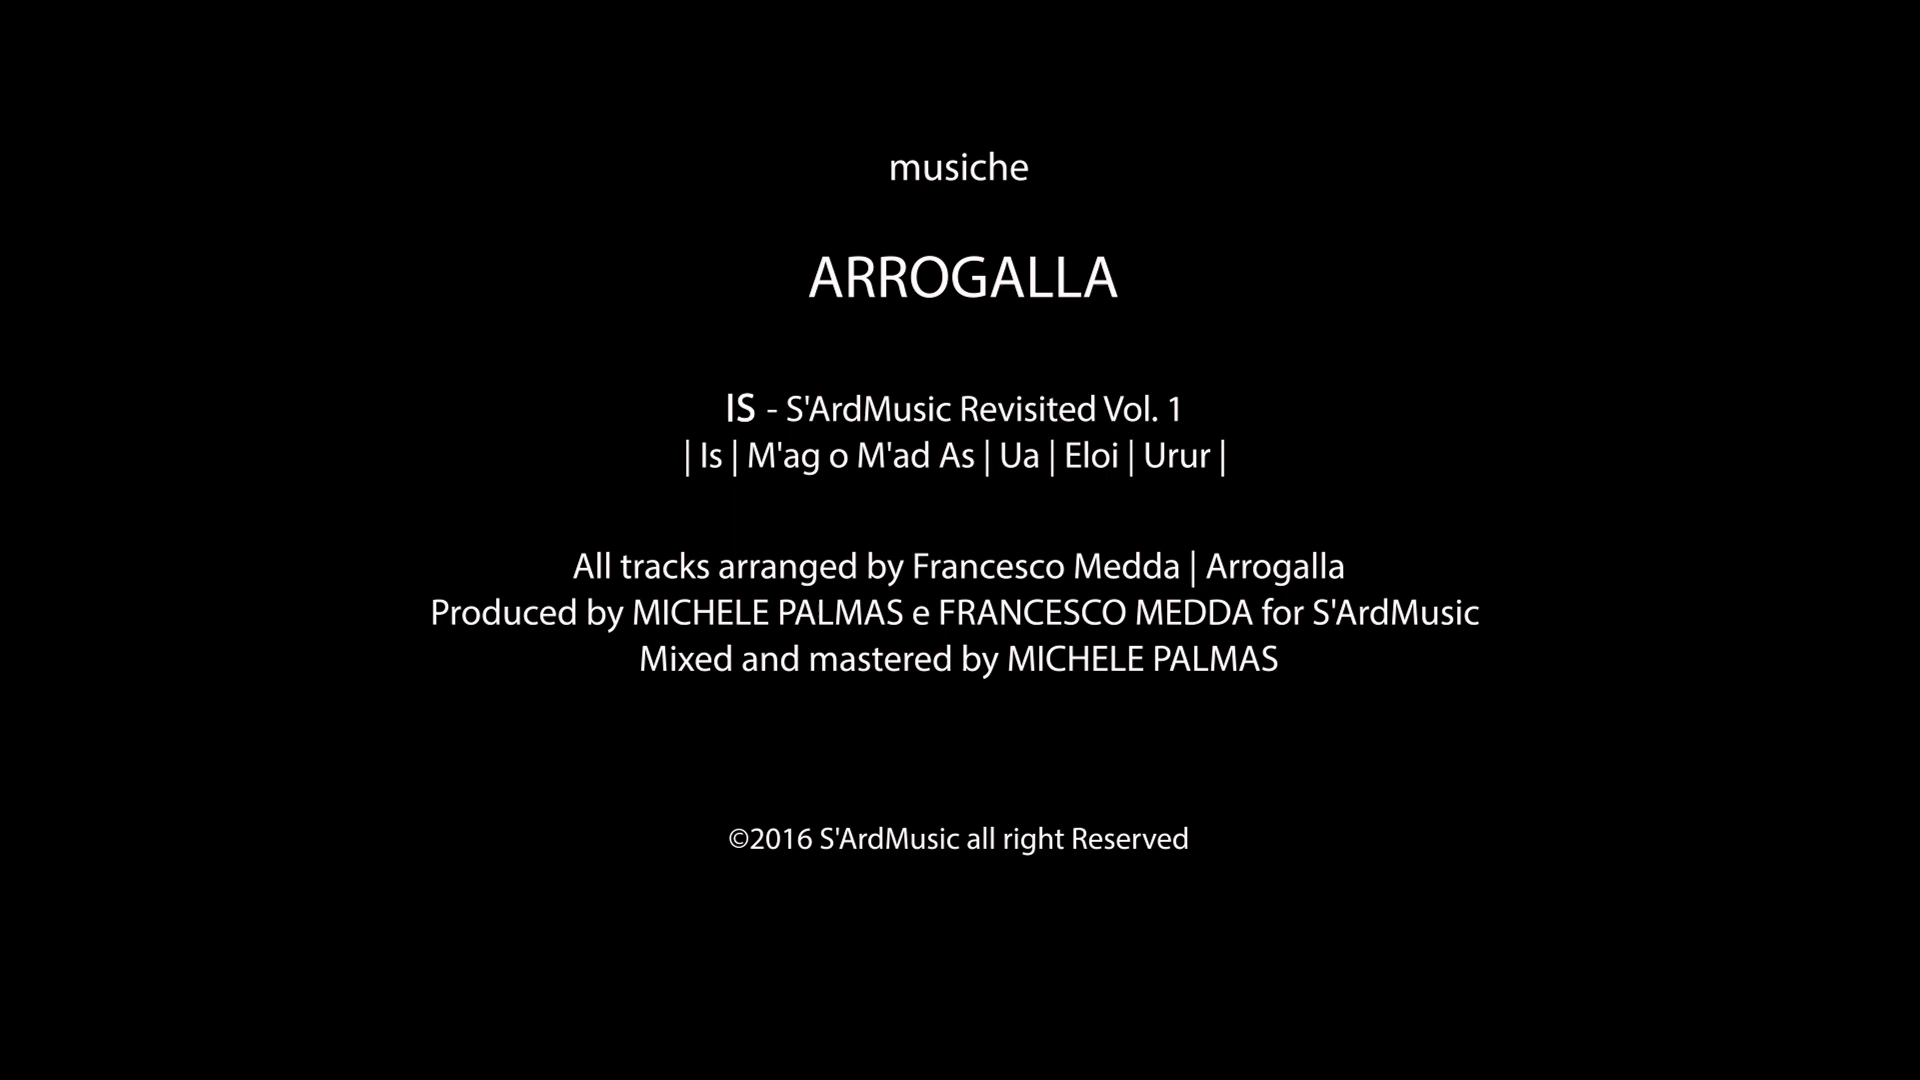 musiche
ARROGALLA
IS - S'ArdMusic Revisited Vol. 1
| Is | M'ag o M'ad As | Ua | Eloi | Urur |
All tracks arranged by Francesco Medda | Arrogalla
Produced by MICHELE PALMAS e FRANCESCO MEDDA for S'ArdMusic
Mixed and mastered by MICHELE PALMAS
©2016 S'ArdMusic all right Reserved